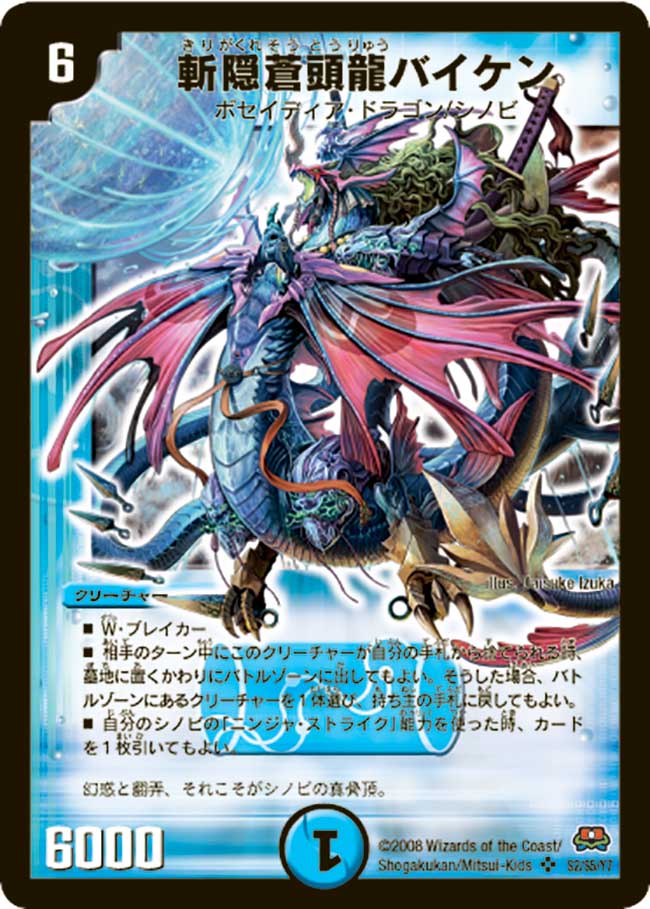 6
きりがくれそうとうりゅう
斬隠蒼頭龍バイケン
ポセイディア・ドラゴン/シノビ
Illus. Daisuke Izuka
クリーチャー
■ W・ブレイカー
■ 相手のターン中にこのクリーチャーが自分の手札から捨てられる時、
墓地に置くかわりにバトルゾーンに出してもよい。そうした場合、バト
ルゾーンにあるクリーチャーを1体選び、持ち主の手札に戻してもよい。
■ 自分のシノビの「ニンジャ・ストライク」能力を使った時、カード
を1枚引いてもよい。
幻惑と翻弄、それこそがシノビの真骨頂。
6000
1
©2008 Wizards of the Coast/
Shogakukan/Mitsui-Kids
S2/S5/Y7